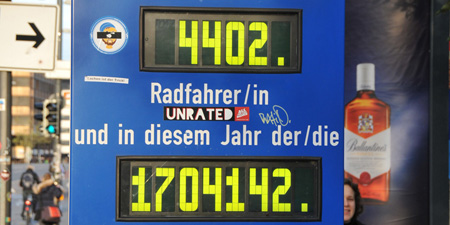 4402.
Radfahrer/in
UNRATED
und in diesem Jahr der/die
1704142.
Ballantine's